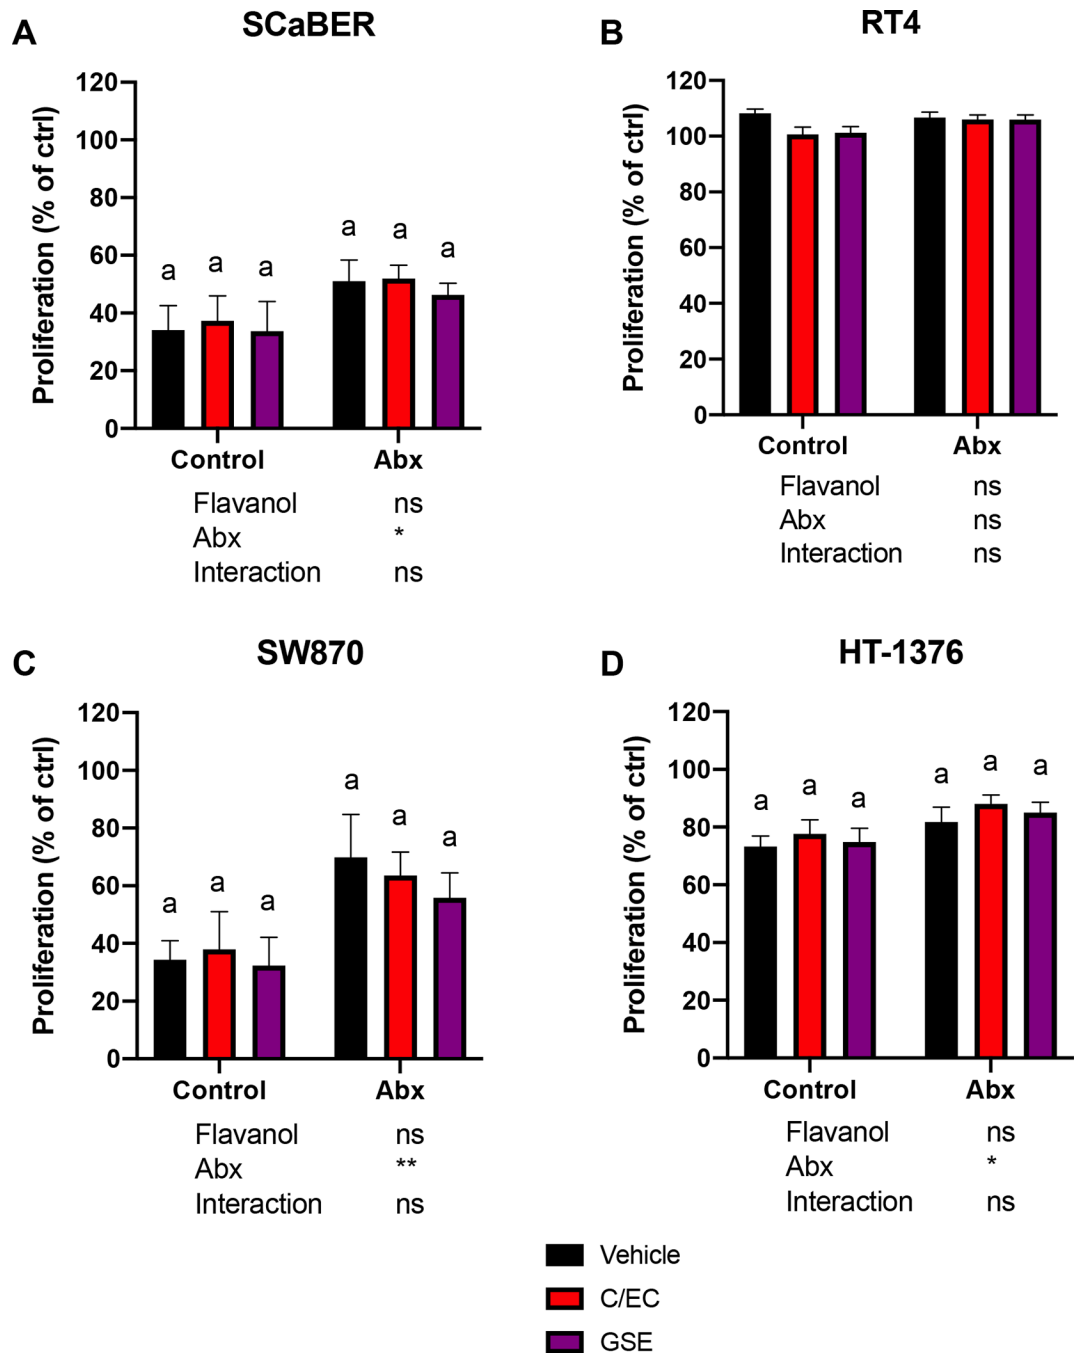 A
SCaBER
Proliferation (% of ctrl)
120
100
80
60
40
20
0
a a a a a a
Control Abx
Flavanol ns
Abx *
Interaction ns
B
RT4
Proliferation (% of ctrl)
120
100
80
60
40
20
0
Control Abx
Flavanol ns
Abx ns
Interaction ns
C
SW870
Proliferation (% of ctrl)
120
100
80
60
40
20
0
a a a a a a
Control Abx
Flavanol ns
Abx **
Interaction ns
D
HT-1376
Proliferation (% of ctrl)
120
100
80
60
40
20
0
a a a a a a
Control Abx
Flavanol ns
Abx *
Interaction ns
Vehicle
C/EC
GSE